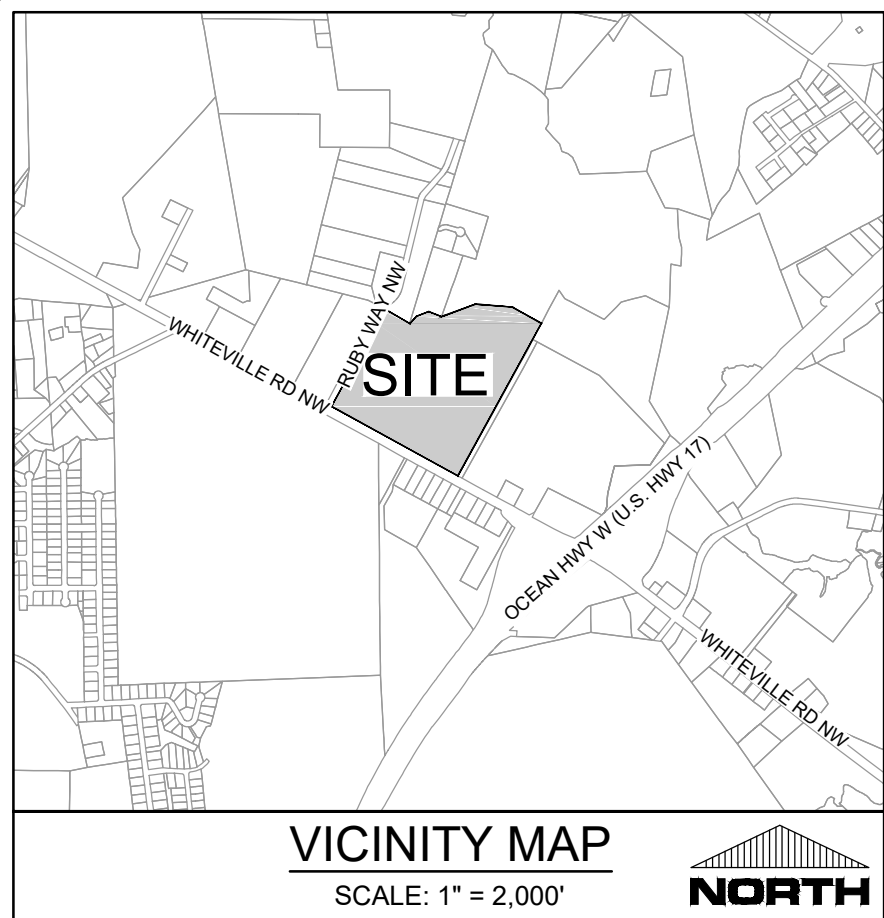 RUBY WAY NW
WHITEVILLE RD NW
SITE
OCEAN HWY W (U.S. HWY 17)
WHITEVILLE RD NW
VICINITY MAP
SCALE: 1" = 2,000'
NORTH